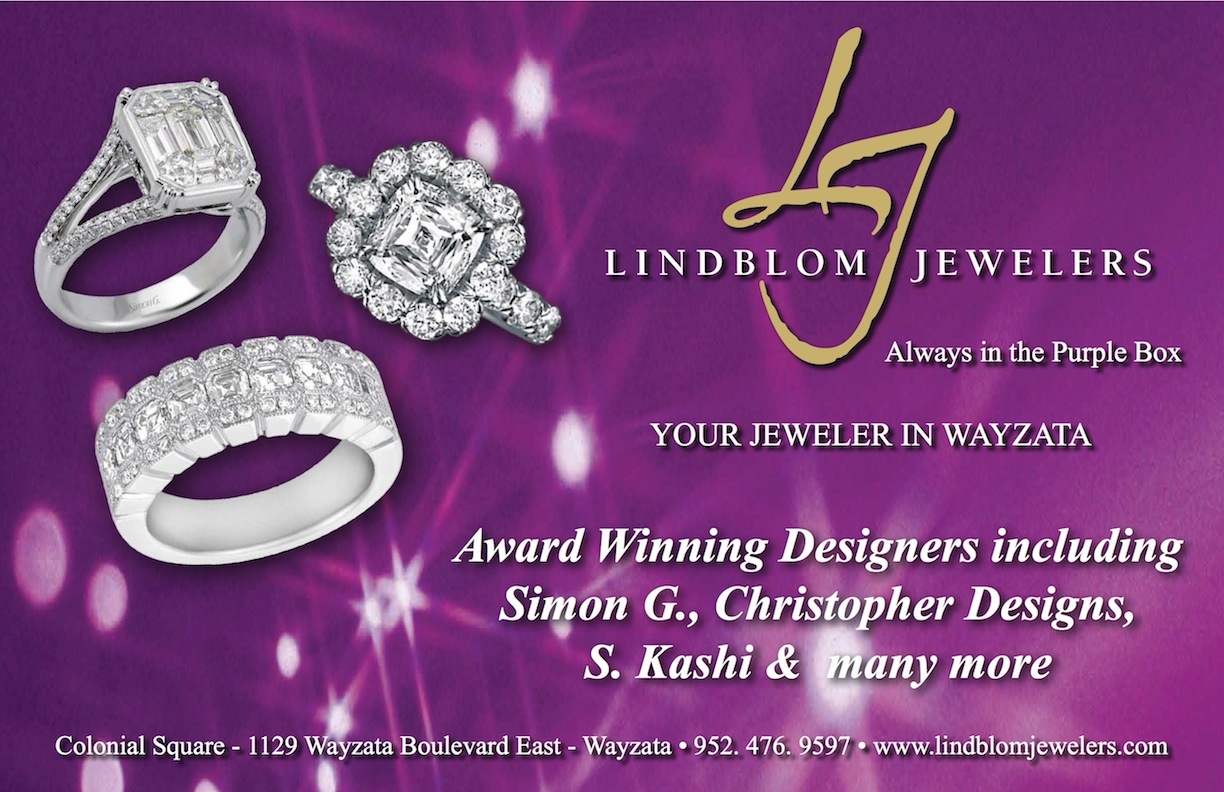 Simon G.
LJ
LINDBLOM JEWELERS
Always in the Purple Box
YOUR JEWELER IN WAYZATA
Award Winning Designers including
Simon G., Christopher Designs,
S. Kashi & many more
Colonial Square - 1129 Wayzata Boulevard East - Wayzata • 952. 476. 9597 • www.lindblomjewelers.com